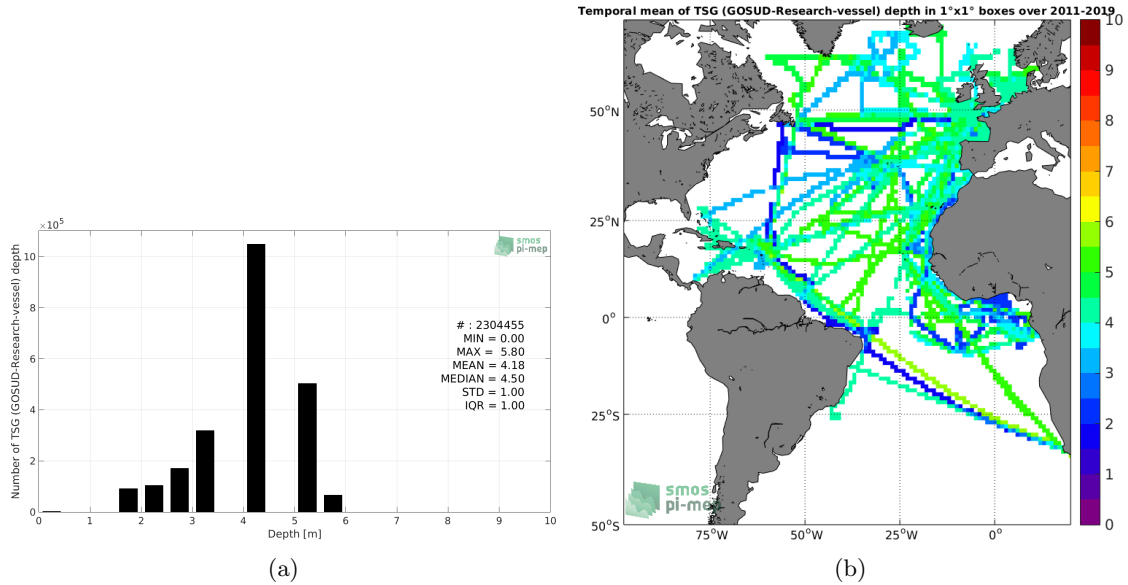 ×10⁵
10
8
6
4
2
0
Number of TSG (GOSUD-Research-vessel) depth
smos
pi-mep
# : 2304455
MIN = 0.00
MAX = 5.80
MEAN = 4.18
MEDIAN = 4.50
STD = 1.00
IQR = 1.00
0 1 2 3 4 5 6 7 8 9 10
Depth [m]
(a)
Temporal mean of TSG (GOSUD-Research-vessel) depth in 1°x1° boxes over 2011-2019
50°N
25°N
0°
25°S
50°S
75°W 50°W 25°W 0°
smos
pi-mep
10
9
8
7
6
5
4
3
2
1
0
(b)